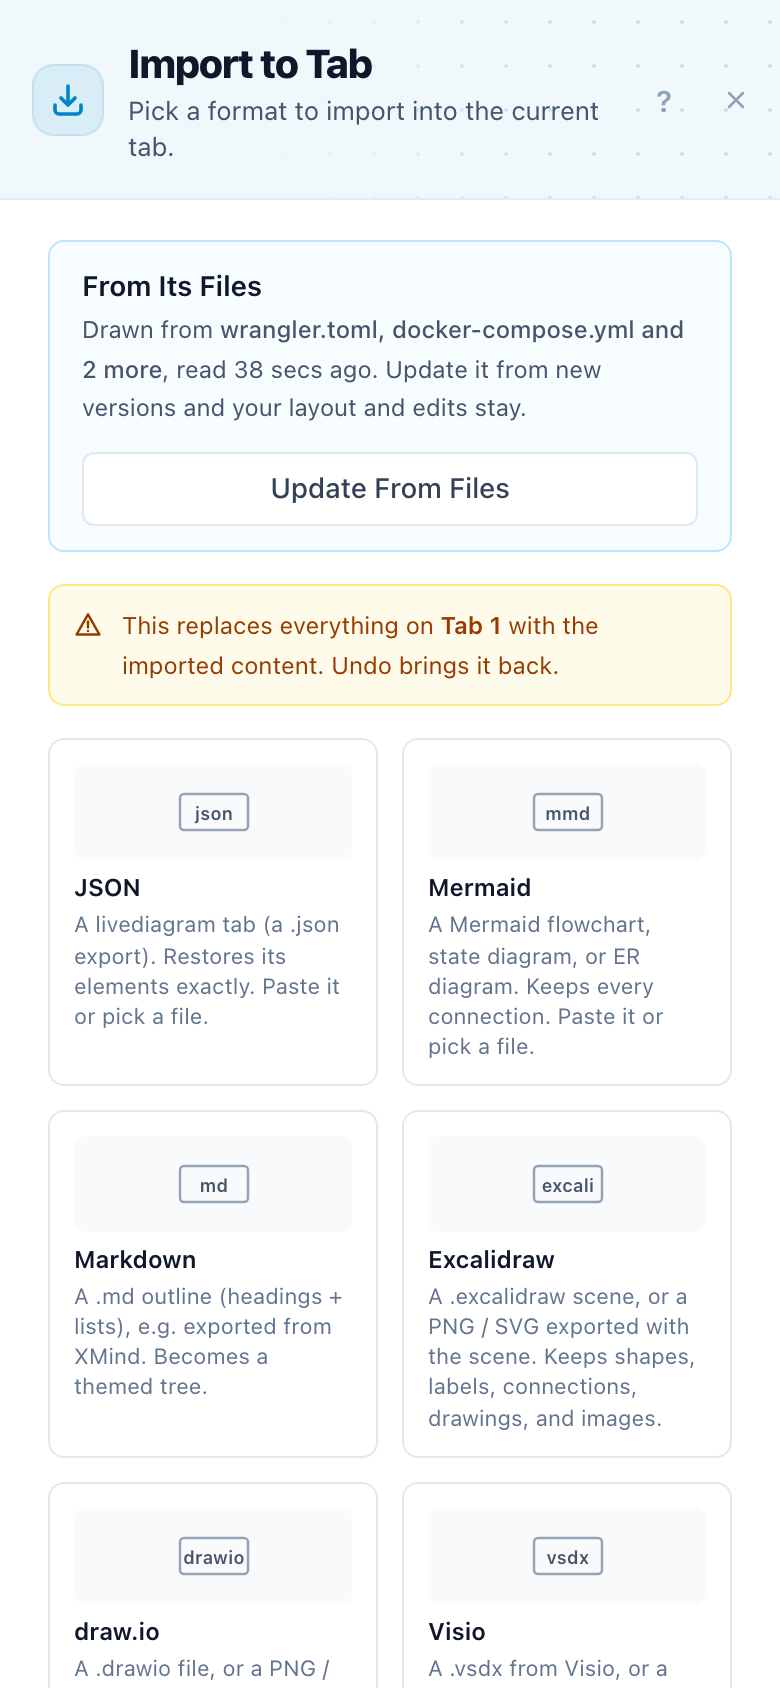 Import to Tab
Pick a format to import into the current
tab.
?
From Its Files
Drawn from wrangler.toml, docker-compose.yml and
2 more, read 38 secs ago. Update it from new
versions and your layout and edits stay.
Update From Files
This replaces everything on Tab 1 with the
imported content. Undo brings it back.
json
JSON
A livediagram tab (a .json
export). Restores its
elements exactly. Paste it
or pick a file.
mmd
Mermaid
A Mermaid flowchart,
state diagram, or ER
diagram. Keeps every
connection. Paste it or
pick a file.
md
Markdown
A .md outline (headings +
lists), e.g. exported from
XMind. Becomes a
themed tree.
excali
Excalidraw
A .excalidraw scene, or a
PNG / SVG exported with
the scene. Keeps shapes,
labels, connections,
drawings, and images.
drawio
draw.io
A .drawio file, or a PNG /
vsdx
Visio
A .vsdx from Visio, or a